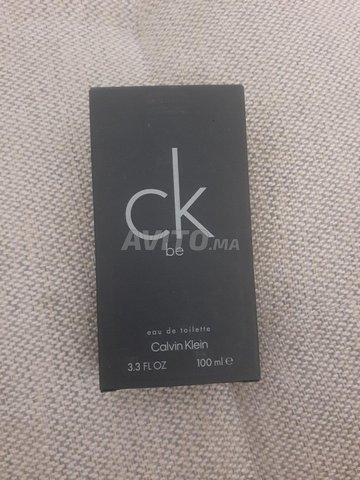 ck
AVITO.MA
be
eau de toilette
Calvin Klein
3.3 FL OZ 100 ml ℮